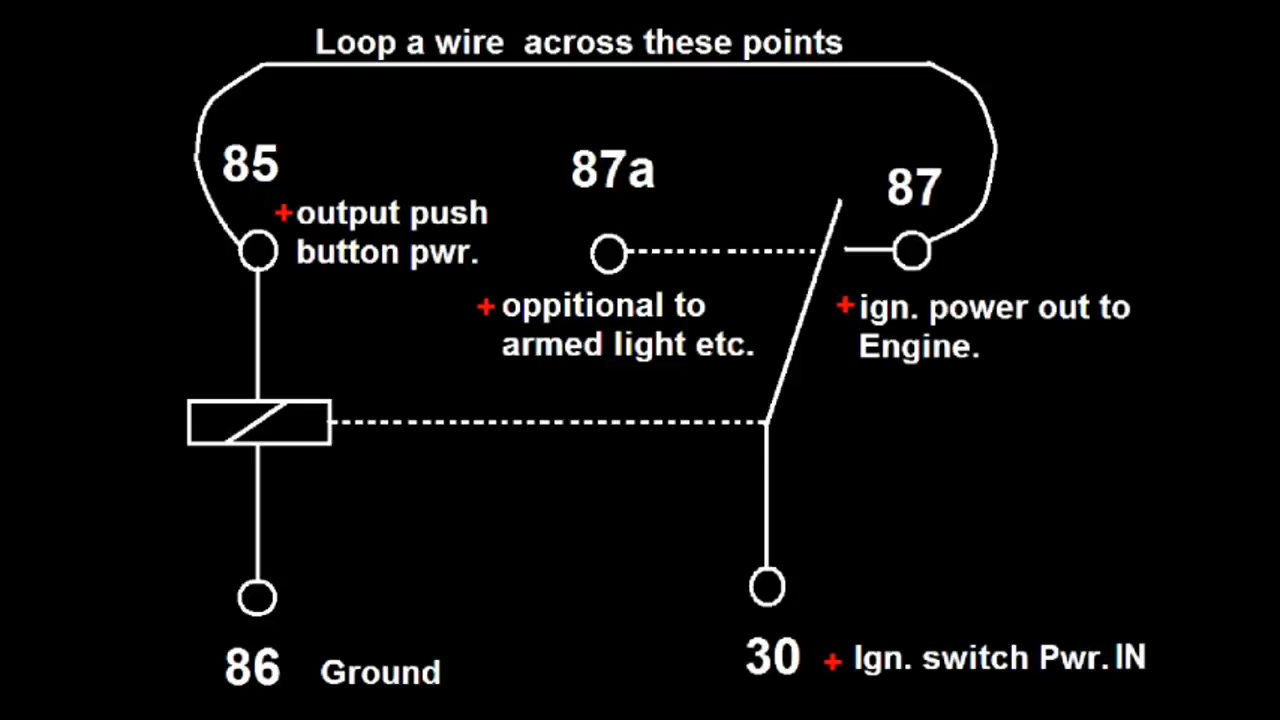 Loop a wire  across these points
85
87a
87
+output push
button pwr.
+ oppitional to
armed light etc.
+ ign. power out to
Engine.
86 Ground
30 + Ign. switch Pwr. IN